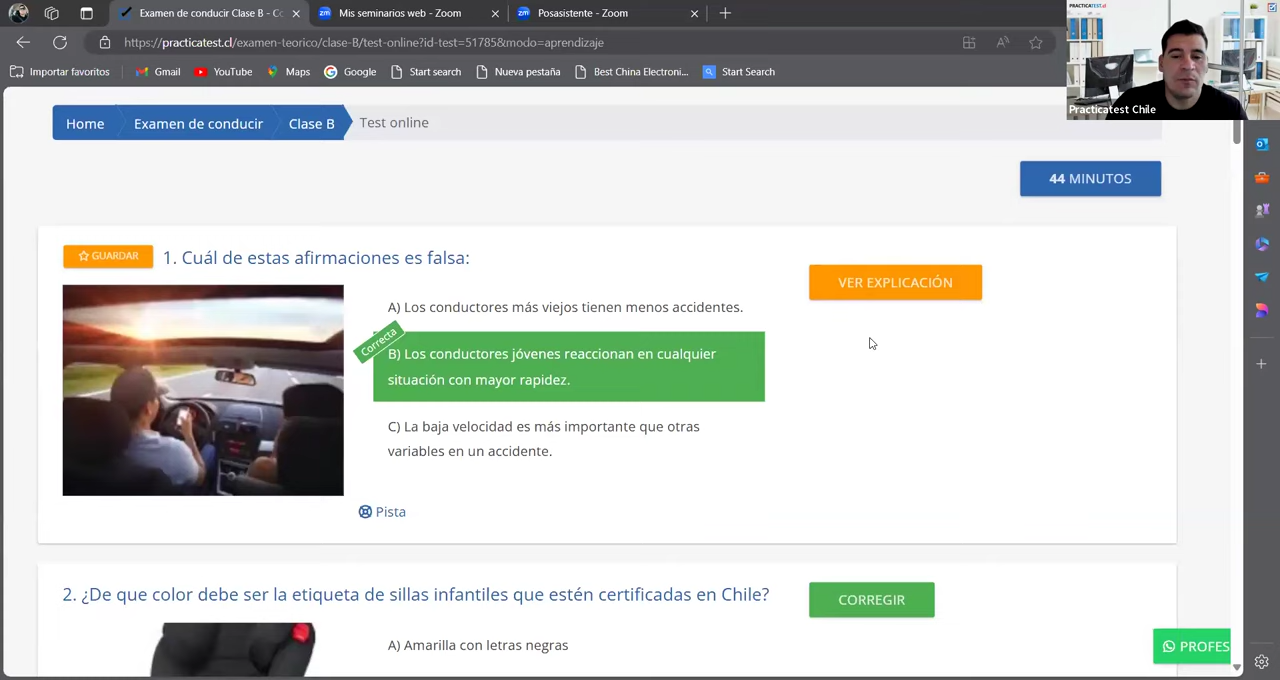 Examen de conducir Clase B - Co
Mis seminarios web - Zoom
Posasistente - Zoom
https://practicatest.cl/examen-teorico/clase-B/test-online?id-test=51785&modo=aprendizaje
Importar favoritos
Gmail
YouTube
Maps
Google
Start search
Nueva pestaña
Best China Electroni...
Start Search
PRACTICATEST.cl
Practicatest Chile
Home
Examen de conducir
Clase B
Test online
44 MINUTOS
GUARDAR
1. Cuál de estas afirmaciones es falsa:
VER EXPLICACIÓN
A) Los conductores más viejos tienen menos accidentes.
Correcta
B) Los conductores jóvenes reaccionan en cualquier
situación con mayor rapidez.
C) La baja velocidad es más importante que otras
variables en un accidente.
Pista
2. ¿De que color debe ser la etiqueta de sillas infantiles que estén certificadas en Chile?
CORREGIR
A) Amarilla con letras negras
PROFES